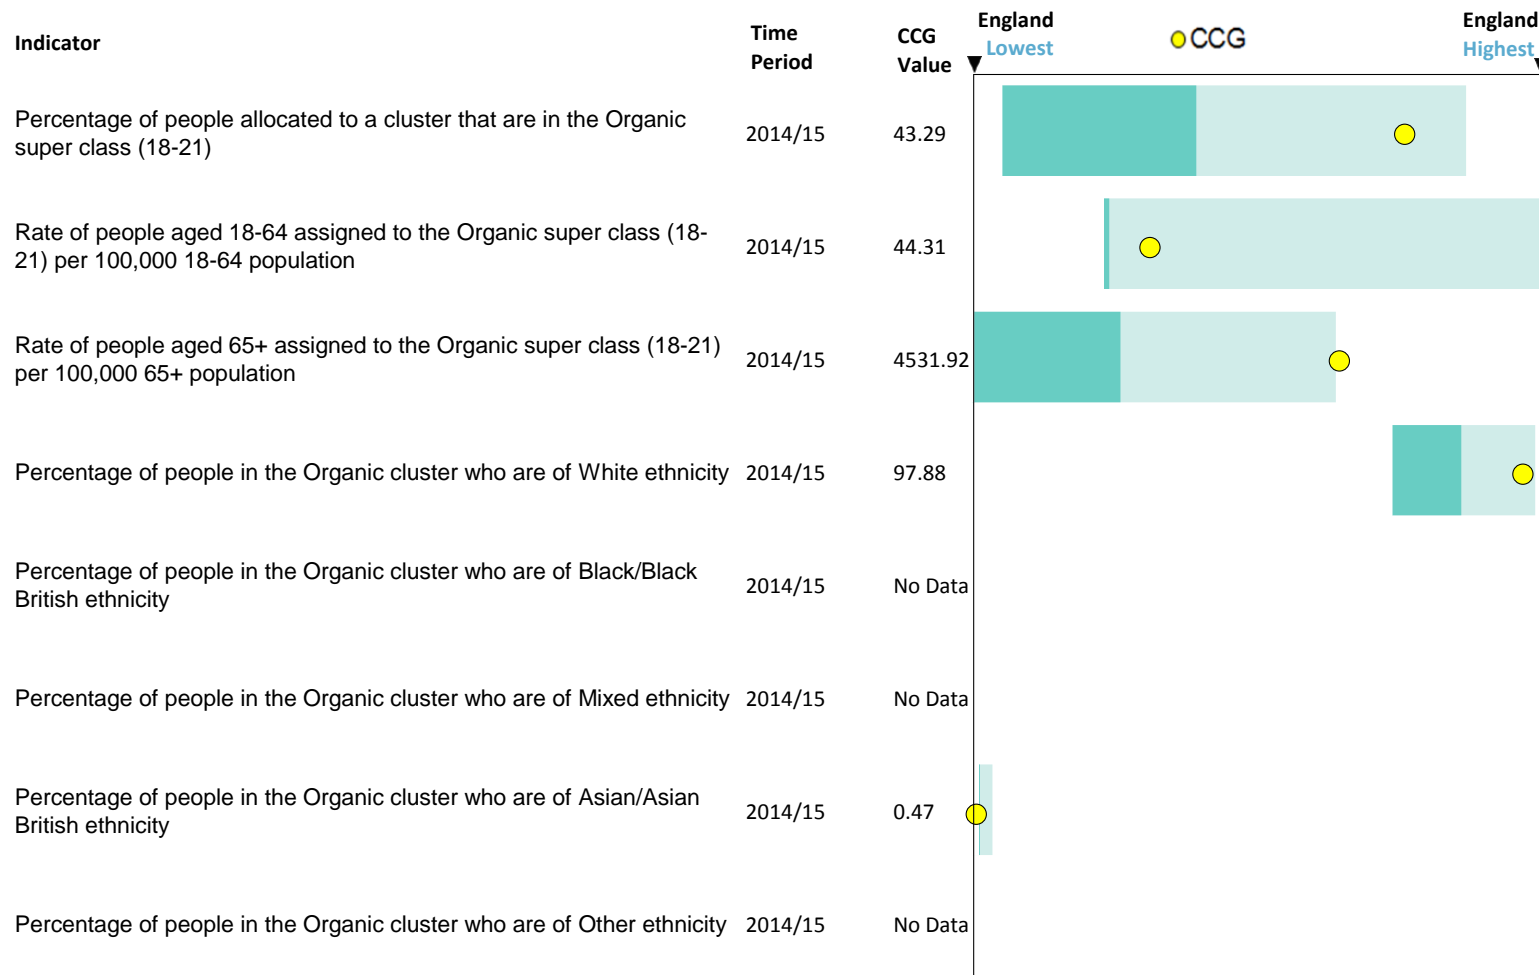 Indicator
Time
Period
CCG
Value
England
Lowest
CCG
England
Highest
Percentage of people allocated to a cluster that are in the Organic
super class (18-21)
2014/15
43.29
Rate of people aged 18-64 assigned to the Organic super class (18-
21) per 100,000 18-64 population
2014/15
44.31
Rate of people aged 65+ assigned to the Organic super class (18-21)
per 100,000 65+ population
2014/15
4531.92
Percentage of people in the Organic cluster who are of White ethnicity
2014/15
97.88
Percentage of people in the Organic cluster who are of Black/Black
British ethnicity
2014/15
No Data
Percentage of people in the Organic cluster who are of Mixed ethnicity
2014/15
No Data
Percentage of people in the Organic cluster who are of Asian/Asian
British ethnicity
2014/15
0.47
Percentage of people in the Organic cluster who are of Other ethnicity
2014/15
No Data